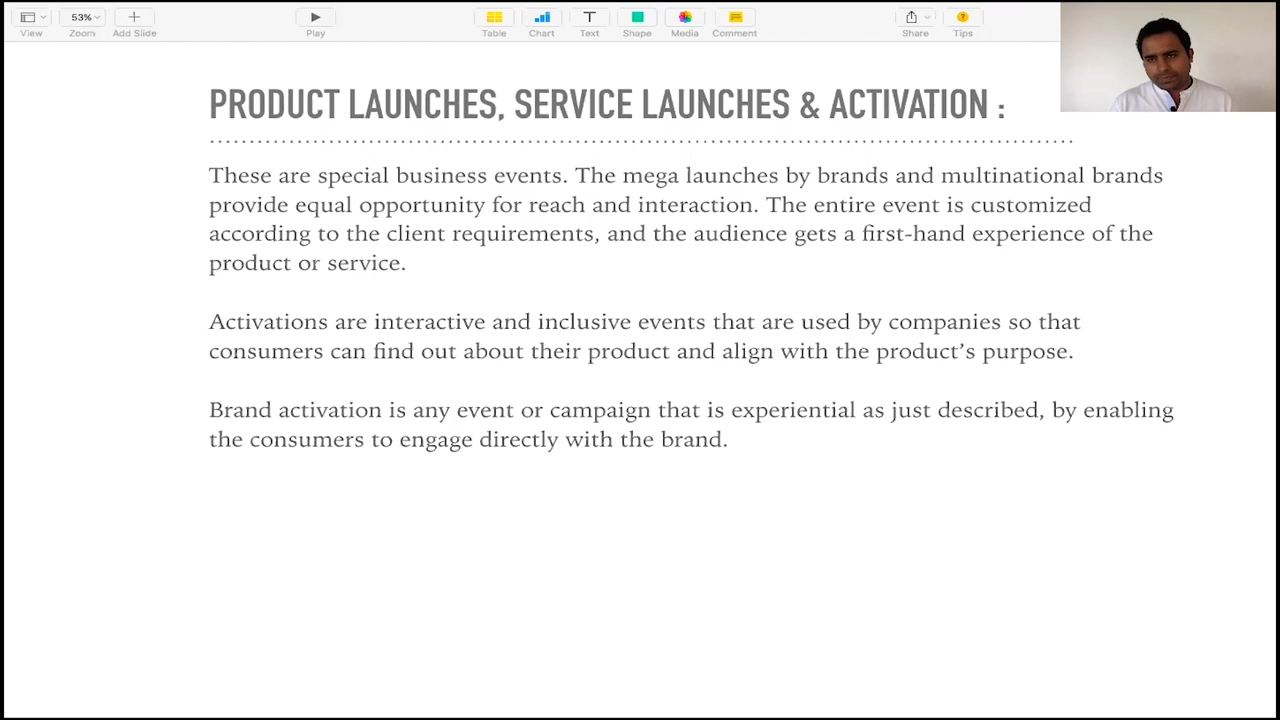 53%
View
Zoom
Add Slide
Play
Table
Chart
Text
Shape
Media
Comment
Share
Tips
PRODUCT LAUNCHES, SERVICE LAUNCHES & ACTIVATION :
These are special business events. The mega launches by brands and multinational brands
provide equal opportunity for reach and interaction. The entire event is customized
according to the client requirements, and the audience gets a first-hand experience of the
product or service.
Activations are interactive and inclusive events that are used by companies so that
consumers can find out about their product and align with the product’s purpose.
Brand activation is any event or campaign that is experiential as just described, by enabling
the consumers to engage directly with the brand.